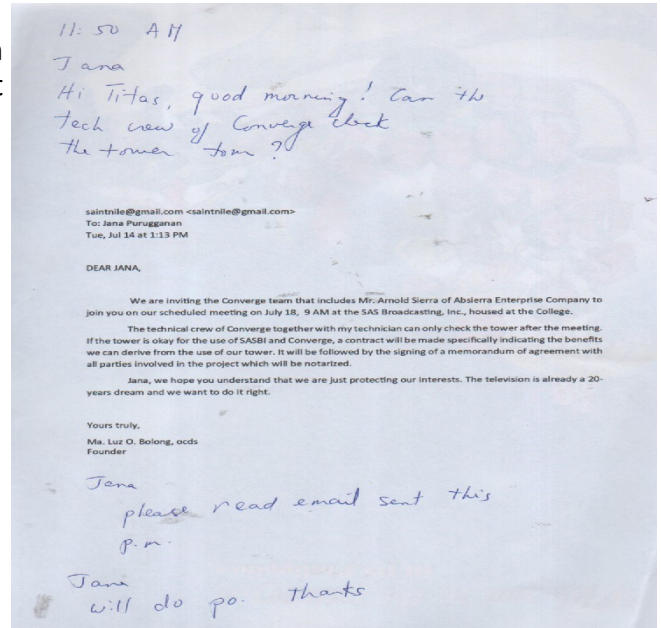 11:50 AM
Jana
Hi Titas, good morning! Can the
tech crew of Converge check
the tower tom?
saintnile@gmail.com <saintnile@gmail.com>
To: Jana Purugganan
Tue, Jul 14 at 1:13 PM
DEAR JANA,
We are inviting the Converge team that includes Mr. Arnold Sierra of Absierra Enterprise Company to
join you on our scheduled meeting on July 18, 9 AM at the SAS Broadcasting, Inc., housed at the College.
The technical crew of Converge together with my technician can only check the tower after the meeting.
If the tower is okay for the use of SASBI and Converge, a contract will be made specifically indicating the benefits
we can derive from the use of our tower. It will be followed by the signing of a memorandum of agreement with
all parties involved in the project which will be notarized.
Jana, we hope you understand that we are just protecting our interests. The television is already a 20-
years dream and we want to do it right.
Yours truly,
Ma. Luz O. Bolong, ocds
Founder
Jana
please read email sent this
p.m.
Jana
will do po. thanks